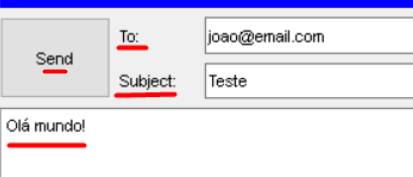 To: joao@email.com
Send
Subject: Teste
Olá mundo!